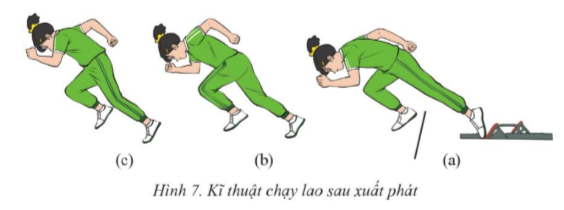 (c) (b) (a)
Hình 7. Kĩ thuật chạy lao sau xuất phát